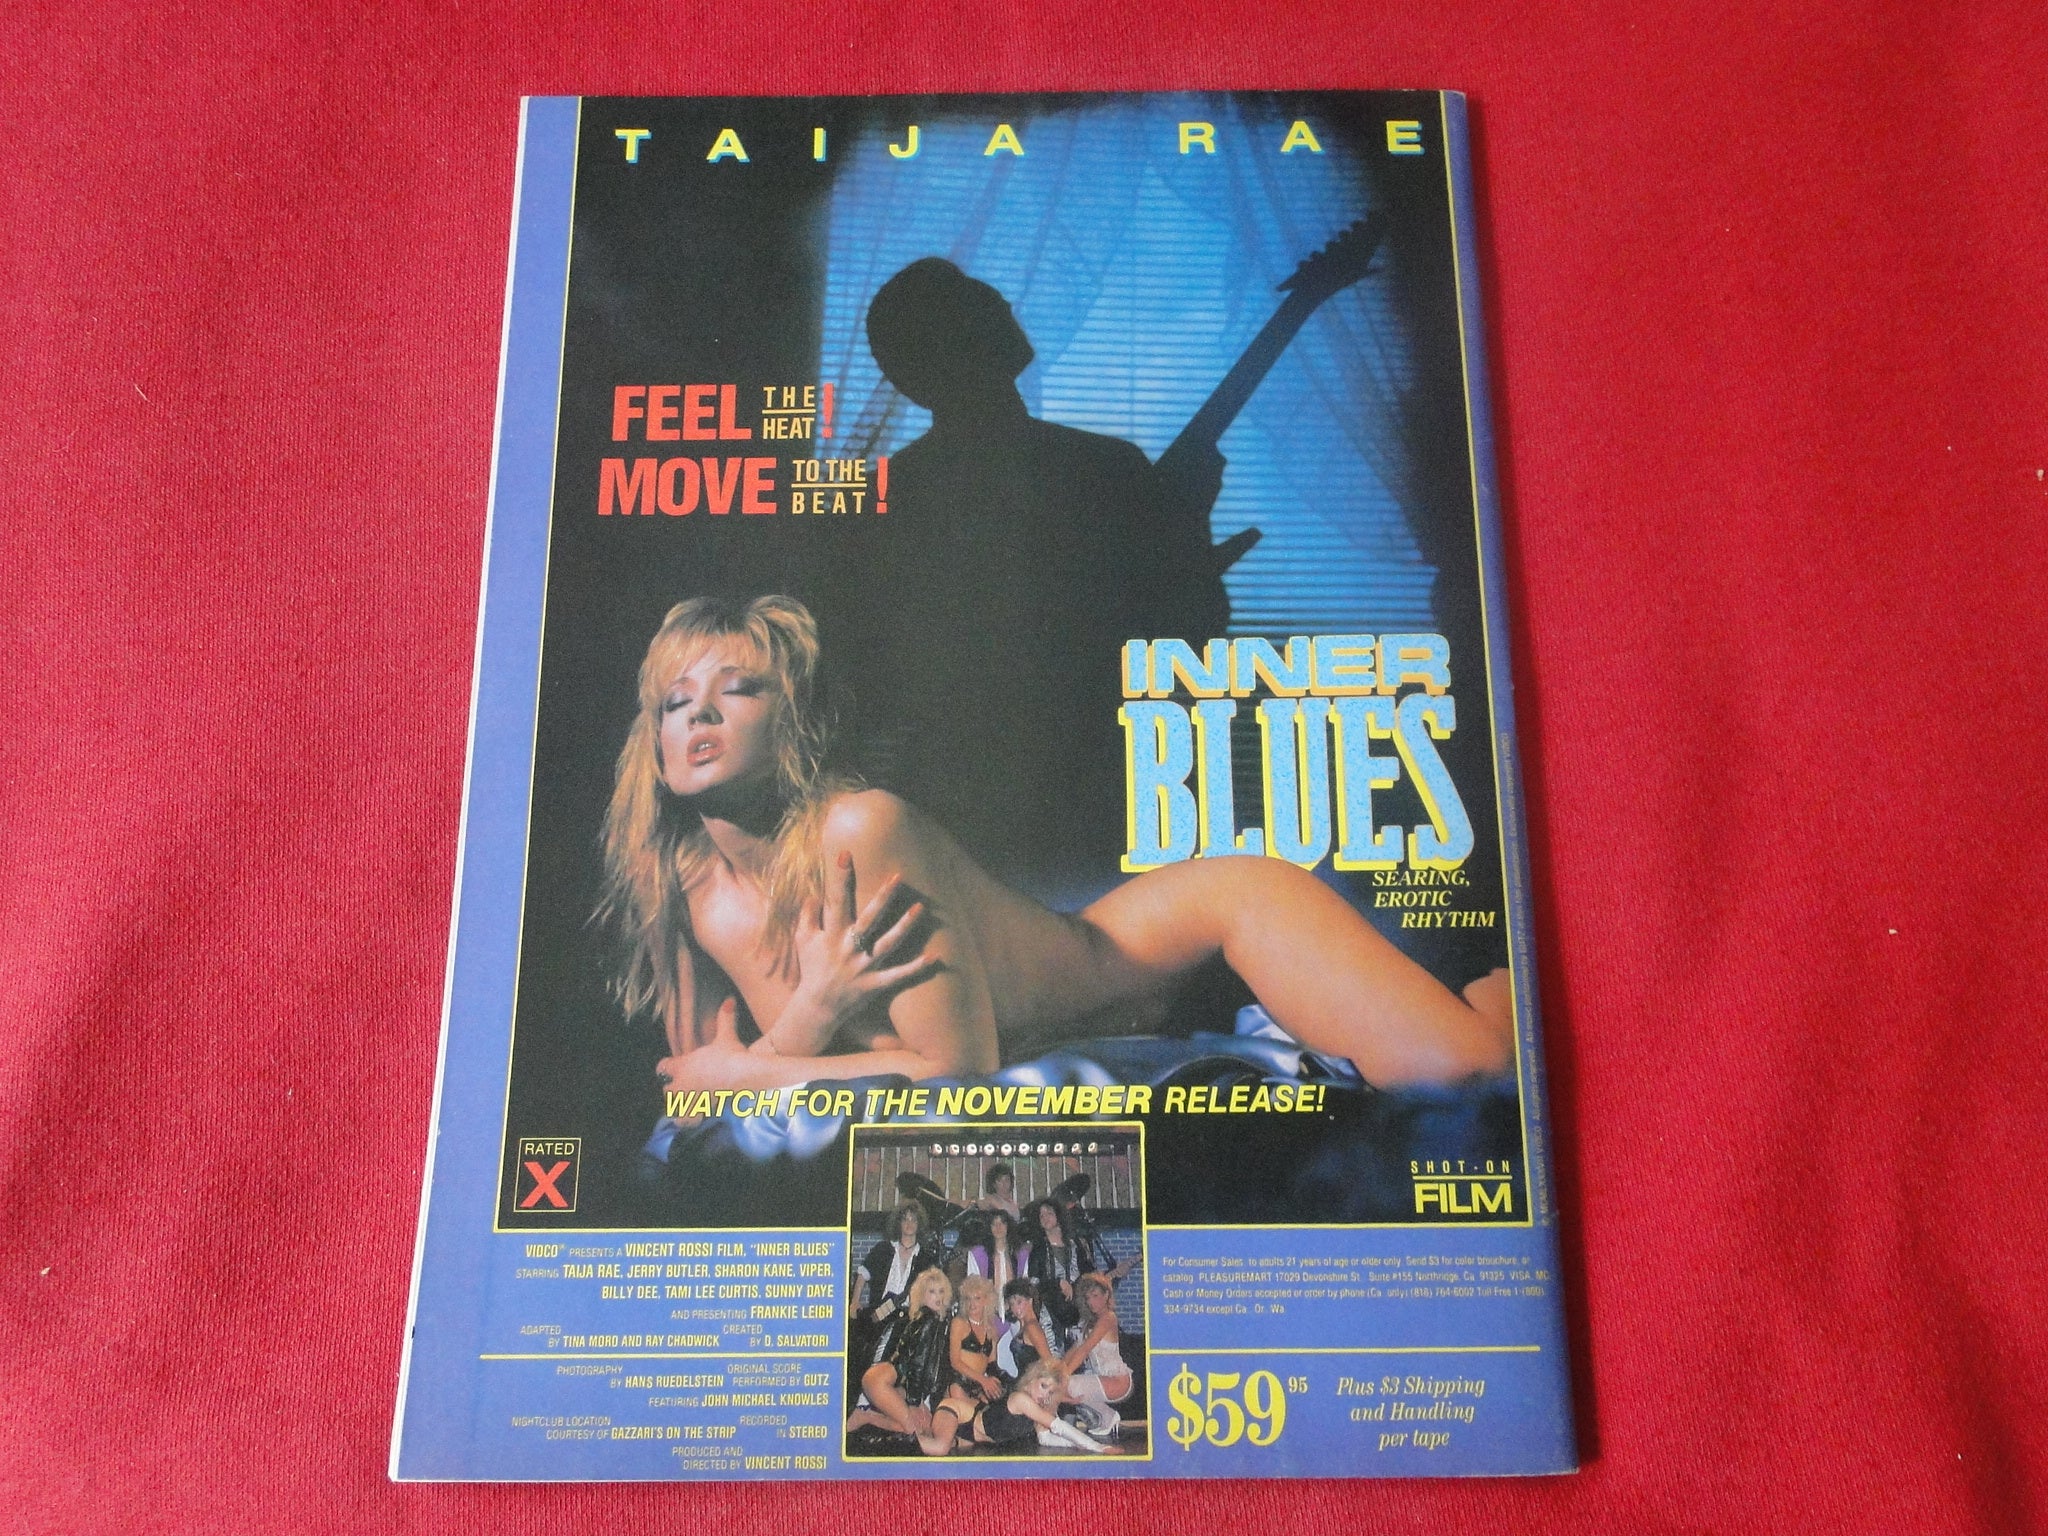 TAIJA RAE
FEEL THE HEAT!
MOVE TO THE BEAT!
INNER
BLUES
SEARING,
EROTIC
RHYTHM
WATCH FOR THE NOVEMBER RELEASE!
RATED
X
SHOT-ON
FILM
VIDCO® PRESENTS A VINCENT ROSSI FILM, "INNER BLUES"
STARRING TAIJA RAE, JERRY BUTLER, SHARON KANE, VIPER,
BILLY DEE, TAMI LEE CURTIS, SUNNY DAYE
AND PRESENTING FRANKIE LEIGH
ADAPTED BY TINA MORO AND RAY CHADWICK CREATED BY D. SALVATORI
PHOTOGRAPHY BY HANS RUEDELSTEIN ORIGINAL SCORE PERFORMED BY GUTZ
FEATURING JOHN MICHAEL KNOWLES
NIGHTCLUB LOCATION COURTESY OF GAZZARI'S ON THE STRIP RECORDED IN STEREO
PRODUCED AND
DIRECTED BY VINCENT ROSSI
For Consumer Sales to adults 21 years of age or older only. Send $3 for color brouchure, or
catalog PLEASUREMART 17029 Devonshire St. Suite #155 Northridge, Ca 91325 VISA, MC
Cash or Money Orders accepted or order by phone (Ca. only) (818) 764-6002 Toll Free 1-(800)
334-9734 except Ca. Or. Wa
$59.95
Plus $3 Shipping
and Handling
per tape